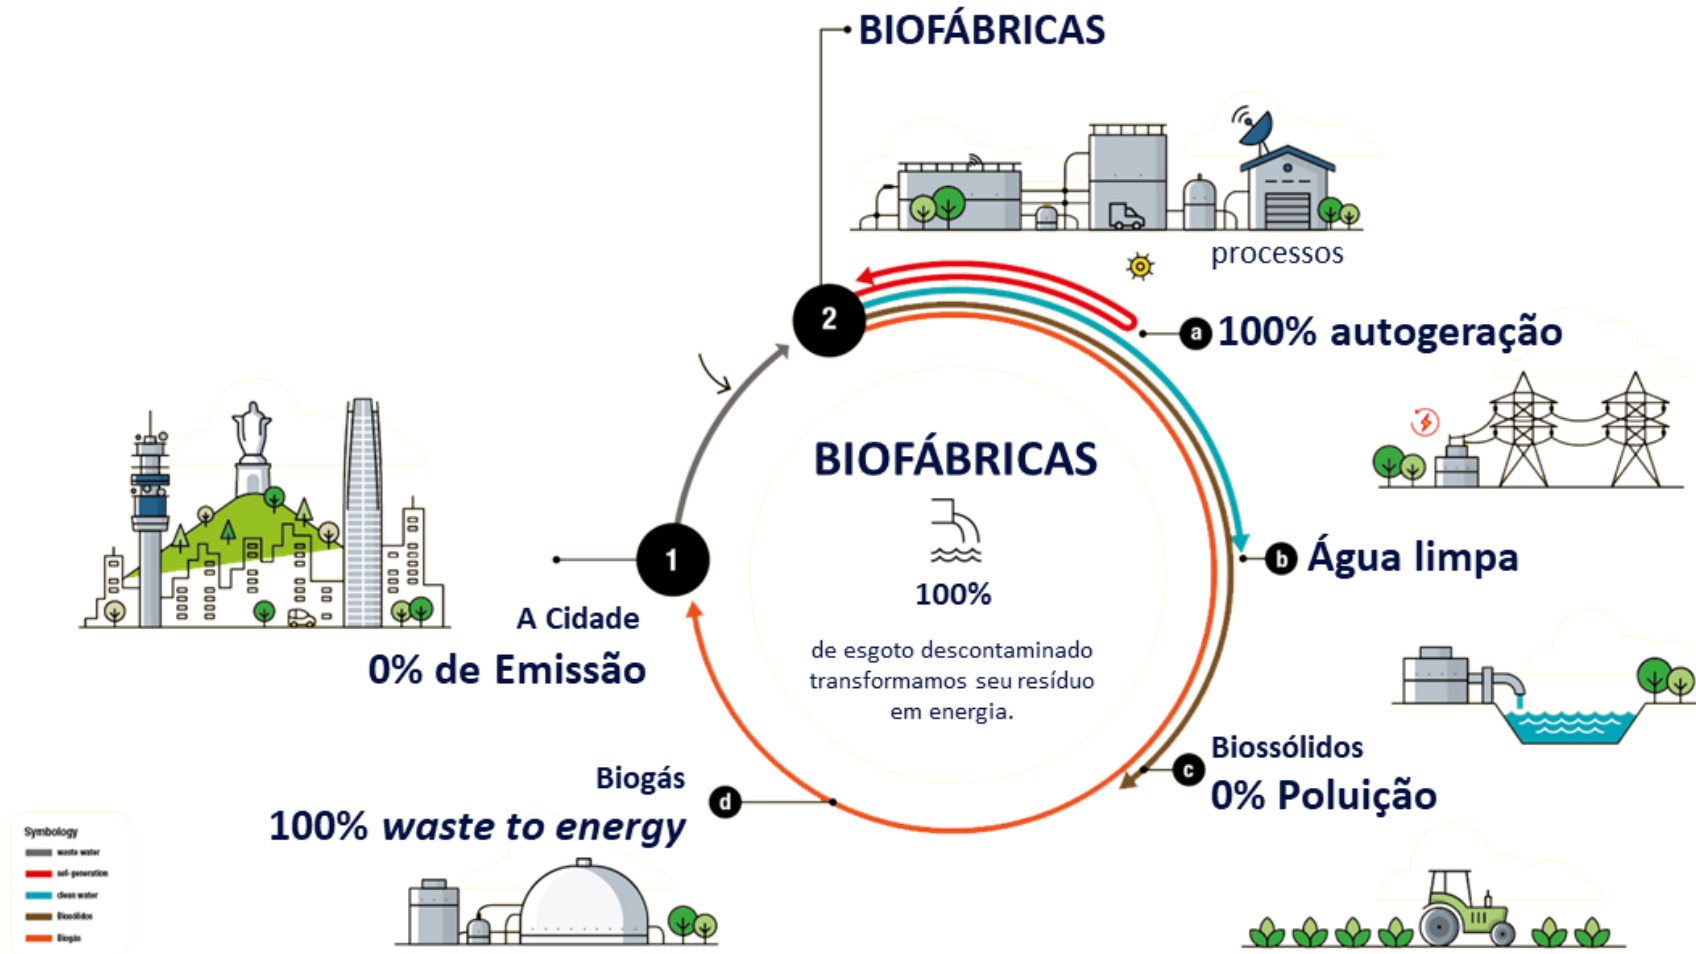 BIOFÁBRICAS
processos
2
a 100% autogeração
BIOFÁBRICAS
100%
de esgoto descontaminado
transformamos seu resíduo
em energia.
1
A Cidade
0% de Emissão
b Água limpa
c Biossólidos
0% Poluição
Biogás d
100% waste to energy
Symbology
waste water
self-generation
clean water
Biosólidos
Biogás